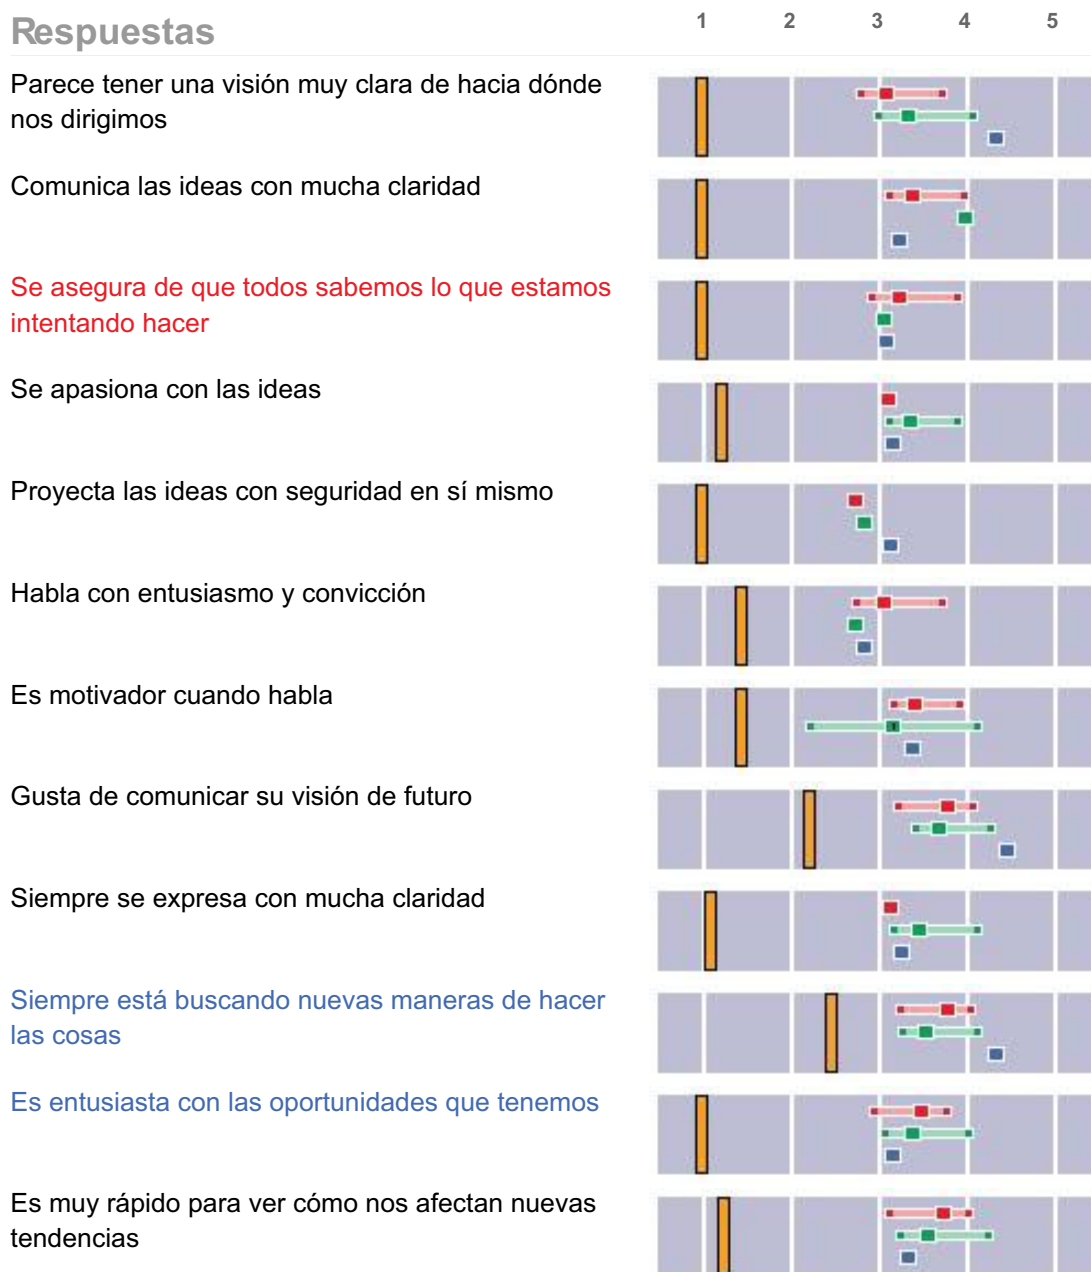 Respuestas
1 2 3 4 5
Parece tener una visión muy clara de hacia dónde
nos dirigimos
Comunica las ideas con mucha claridad
Se asegura de que todos sabemos lo que estamos
intentando hacer
Se apasiona con las ideas
Proyecta las ideas con seguridad en sí mismo
Habla con entusiasmo y convicción
Es motivador cuando habla
Gusta de comunicar su visión de futuro
Siempre se expresa con mucha claridad
Siempre está buscando nuevas maneras de hacer
las cosas
Es entusiasta con las oportunidades que tenemos
Es muy rápido para ver cómo nos afectan nuevas
tendencias